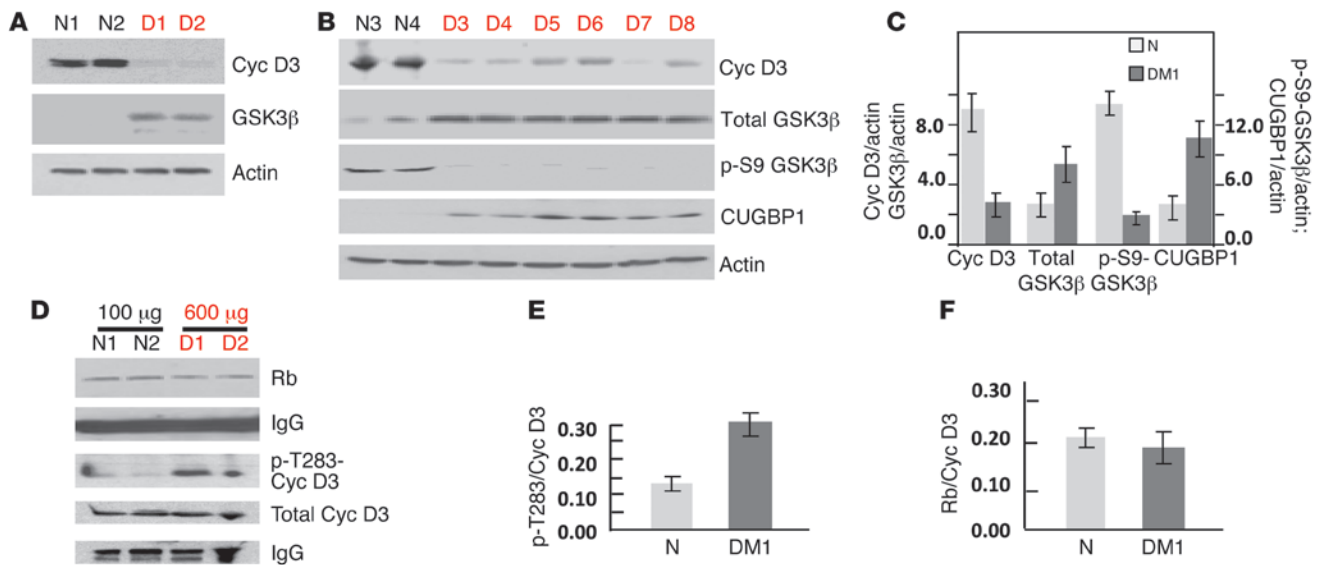 A
N1 N2 D1 D2
Cyc D3
GSK3β
Actin
B
N3 N4 D3 D4 D5 D6 D7 D8
Cyc D3
Total GSK3β
p-S9 GSK3β
CUGBP1
Actin
C
N
DM1
Cyc D3/actin
GSK3β/actin
8.0
4.0
0.0
12.0
6.0
0.0
p-S9-GSK3β/actin;
CUGBP1/actin
Cyc D3 Total p-S9- CUGBP1
GSK3β GSK3β
D
100 µg 600 µg
N1 N2 D1 D2
Rb
IgG
p-T283-
Cyc D3
Total Cyc D3
IgG
E
p-T283/Cyc D3
0.30
0.20
0.10
0.00
N DM1
F
Rb/Cyc D3
0.30
0.20
0.10
0.00
N DM1